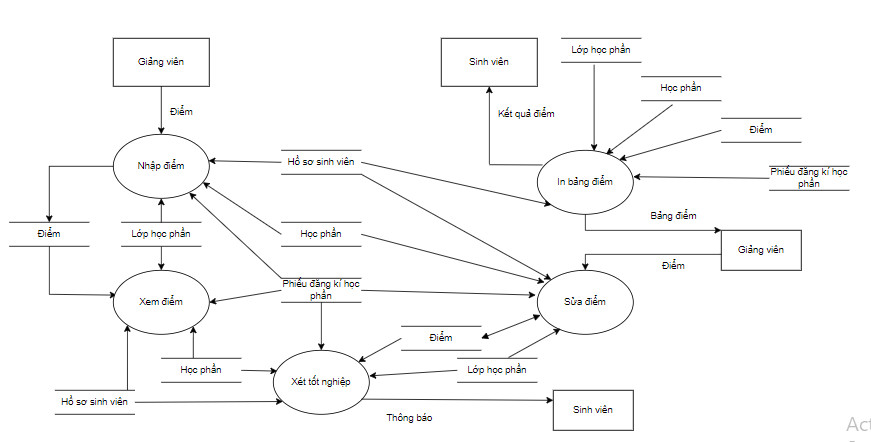 Lớp học phần
Giảng viên
Sinh viên
Học phần
Điểm
Kết quả điểm
Điểm
Nhập điểm
Hồ sơ sinh viên
In bảng điểm
Phiếu đăng kí học
phần
Bảng điểm
Điểm
Lớp học phần
Học phần
Giảng viên
Điểm
Phiếu đăng kí học
phần
Xem điểm
Sửa điểm
Điểm
Học phần
Lớp học phần
Xét tốt nghiệp
Hồ sơ sinh viên
Thông báo
Sinh viên
Act